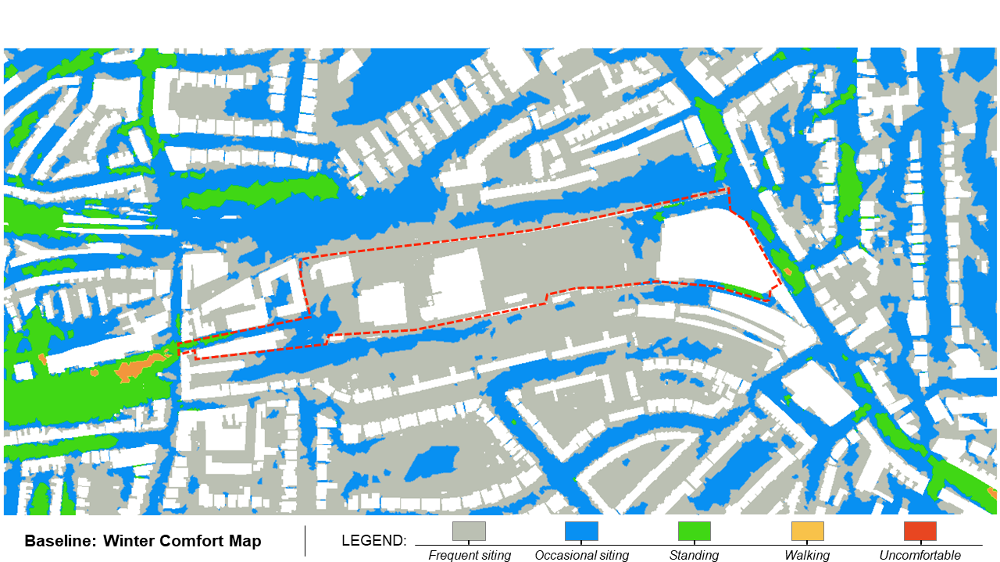 Baseline: Winter Comfort Map
LEGEND:
Frequent siting
Occasional siting
Standing
Walking
Uncomfortable